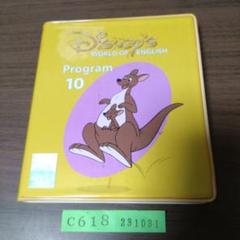 Disney's
WORLD OF ENGLISH
Program
10
C618 231031